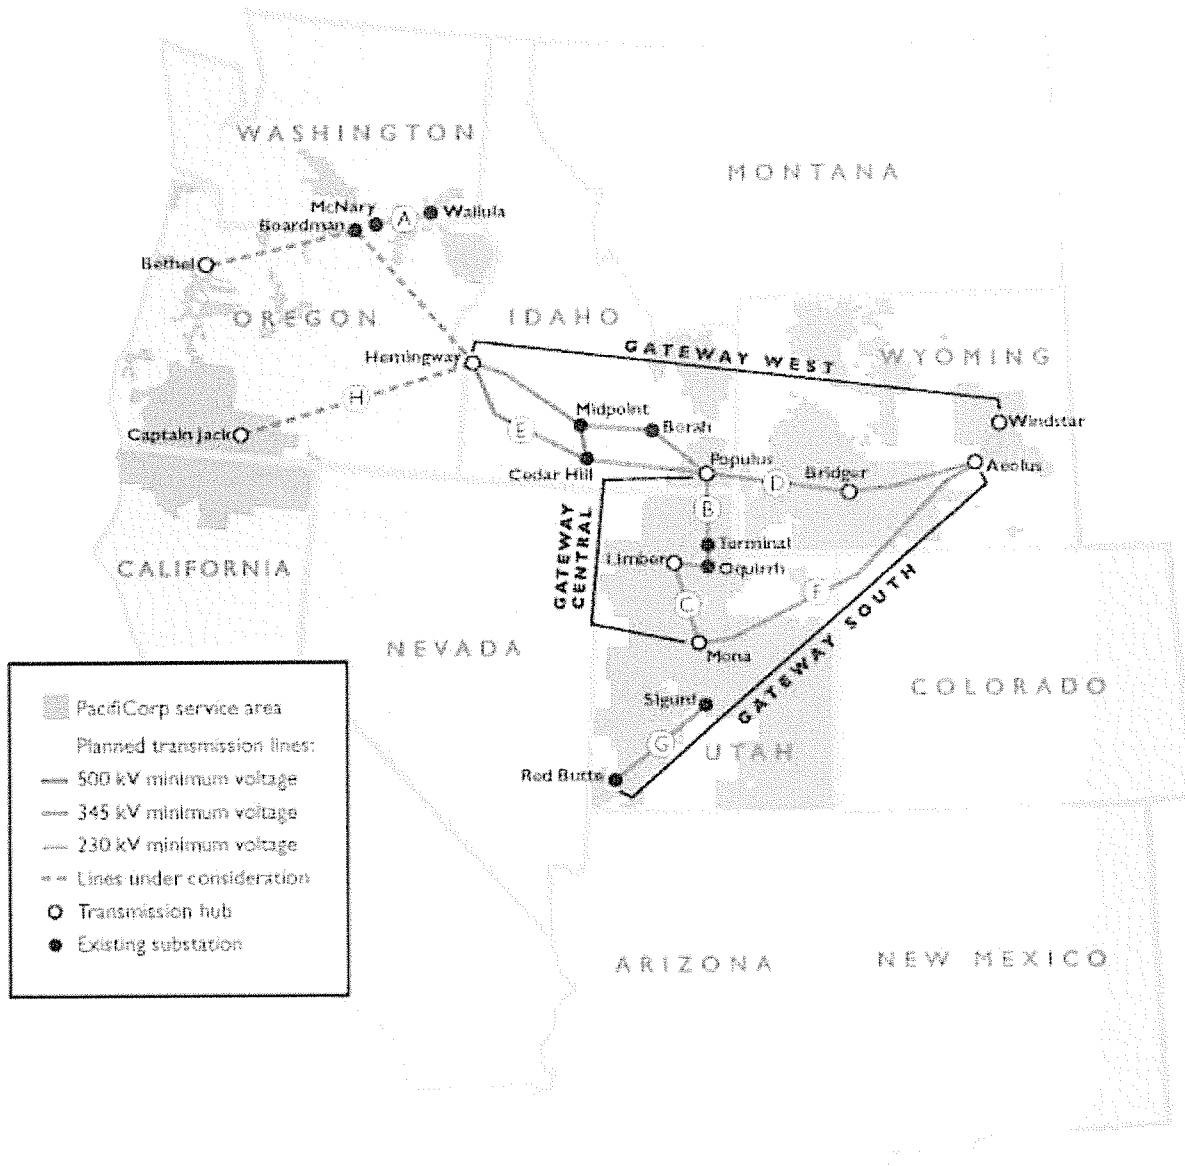 WASHINGTON
MONTANA
McNary
A
Wallula
Boardman
Bethel
OREGON
IDAHO
GATEWAY WEST
WYOMING
Hemingway
H
Midpoint
Borah
Windstar
Captain Jack
E
Cedar Hill
Populus
Bridger
Aeolus
D
B
GATEWAY
CENTRAL
Limber
Terminal
Oquirrh
CALIFORNIA
C
F
GATEWAY SOUTH
NEVADA
Mona
COLORADO
Sigurd
G
UTAH
Red Butte
PacifiCorp service area
Planned transmission lines:
500 kV minimum voltage
345 kV minimum voltage
230 kV minimum voltage
Lines under consideration
Transmission hub
Existing substation
ARIZONA
NEW MEXICO